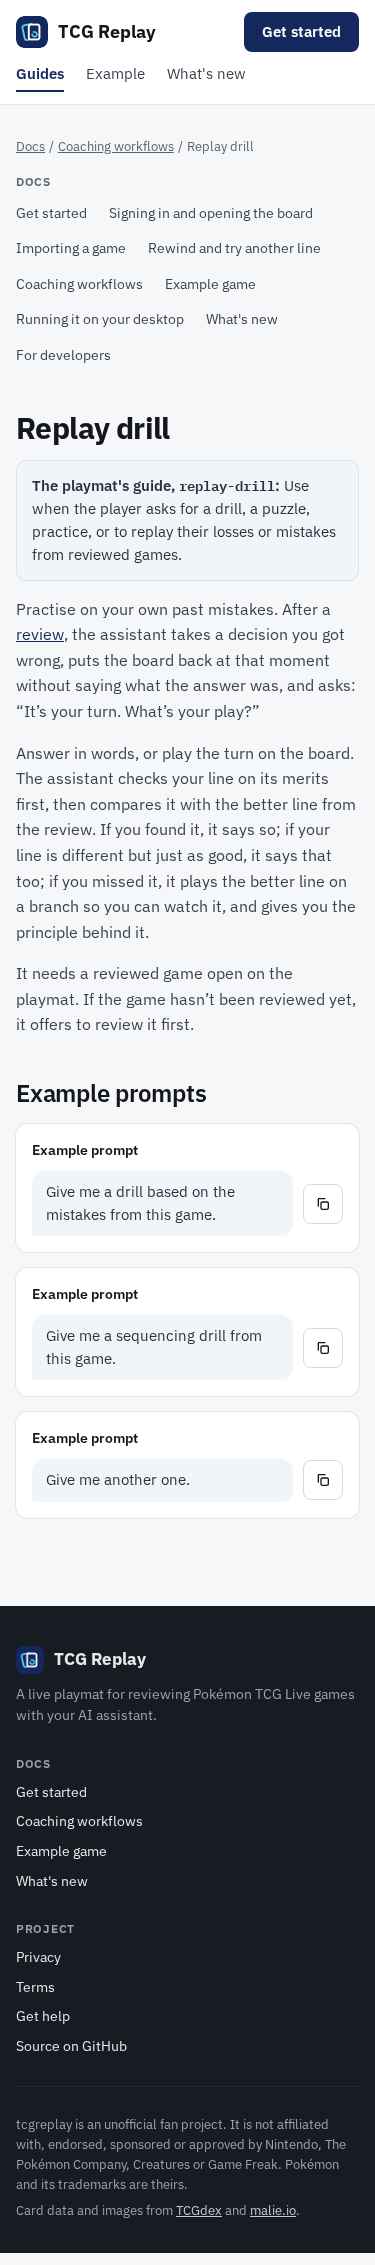 TCG Replay
Get started
Guides Example What's new
Docs / Coaching workflows / Replay drill
DOCS
Get started Signing in and opening the board
Importing a game Rewind and try another line
Coaching workflows Example game
Running it on your desktop What's new
For developers
Replay drill
The playmat's guide, replay-drill: Use
when the player asks for a drill, a puzzle,
practice, or to replay their losses or mistakes
from reviewed games.
Practise on your own past mistakes. After a
review, the assistant takes a decision you got
wrong, puts the board back at that moment
without saying what the answer was, and asks:
“It’s your turn. What’s your play?”
Answer in words, or play the turn on the board.
The assistant checks your line on its merits
first, then compares it with the better line from
the review. If you found it, it says so; if your
line is different but just as good, it says that
too; if you missed it, it plays the better line on
a branch so you can watch it, and gives you the
principle behind it.
It needs a reviewed game open on the
playmat. If the game hasn’t been reviewed yet,
it offers to review it first.
Example prompts
Example prompt
Give me a drill based on the
mistakes from this game.
Example prompt
Give me a sequencing drill from
this game.
Example prompt
Give me another one.
TCG Replay
A live playmat for reviewing Pokémon TCG Live games
with your AI assistant.
DOCS
Get started
Coaching workflows
Example game
What's new
PROJECT
Privacy
Terms
Get help
Source on GitHub
tcgreplay is an unofficial fan project. It is not affiliated
with, endorsed, sponsored or approved by Nintendo, The
Pokémon Company, Creatures or Game Freak. Pokémon
and its trademarks are theirs.
Card data and images from TCGdex and malie.io.